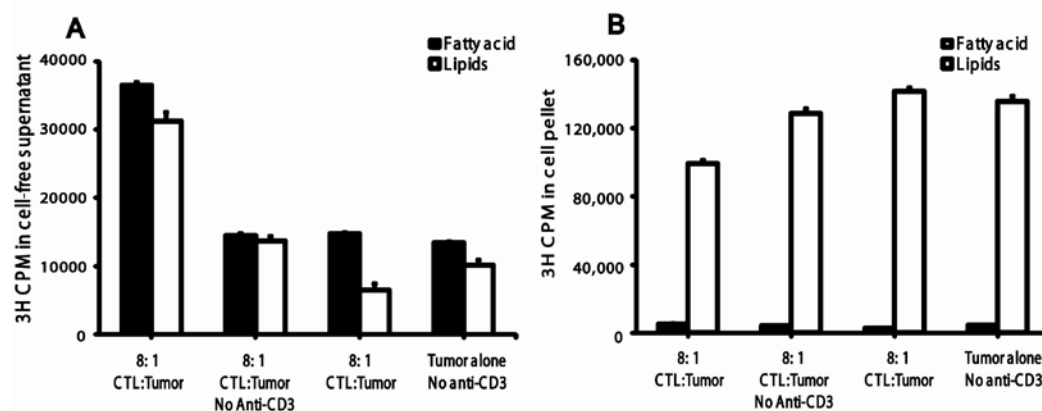 A
Fatty acid
Lipids
3H CPM in cell-free supernatant
40000
30000
20000
10000
0
8: 1
CTL:Tumor
8: 1
CTL:Tumor
No Anti-CD3
8: 1
CTL:Tumor
Tumor alone
No anti-CD3
B
Fatty acid
Lipids
3H CPM in cell pellet
160,000
120,000
80,000
40,000
0
8: 1
CTL:Tumor
8: 1
CTL:Tumor
No Anti-CD3
8: 1
CTL:Tumor
Tumor alone
No anti-CD3